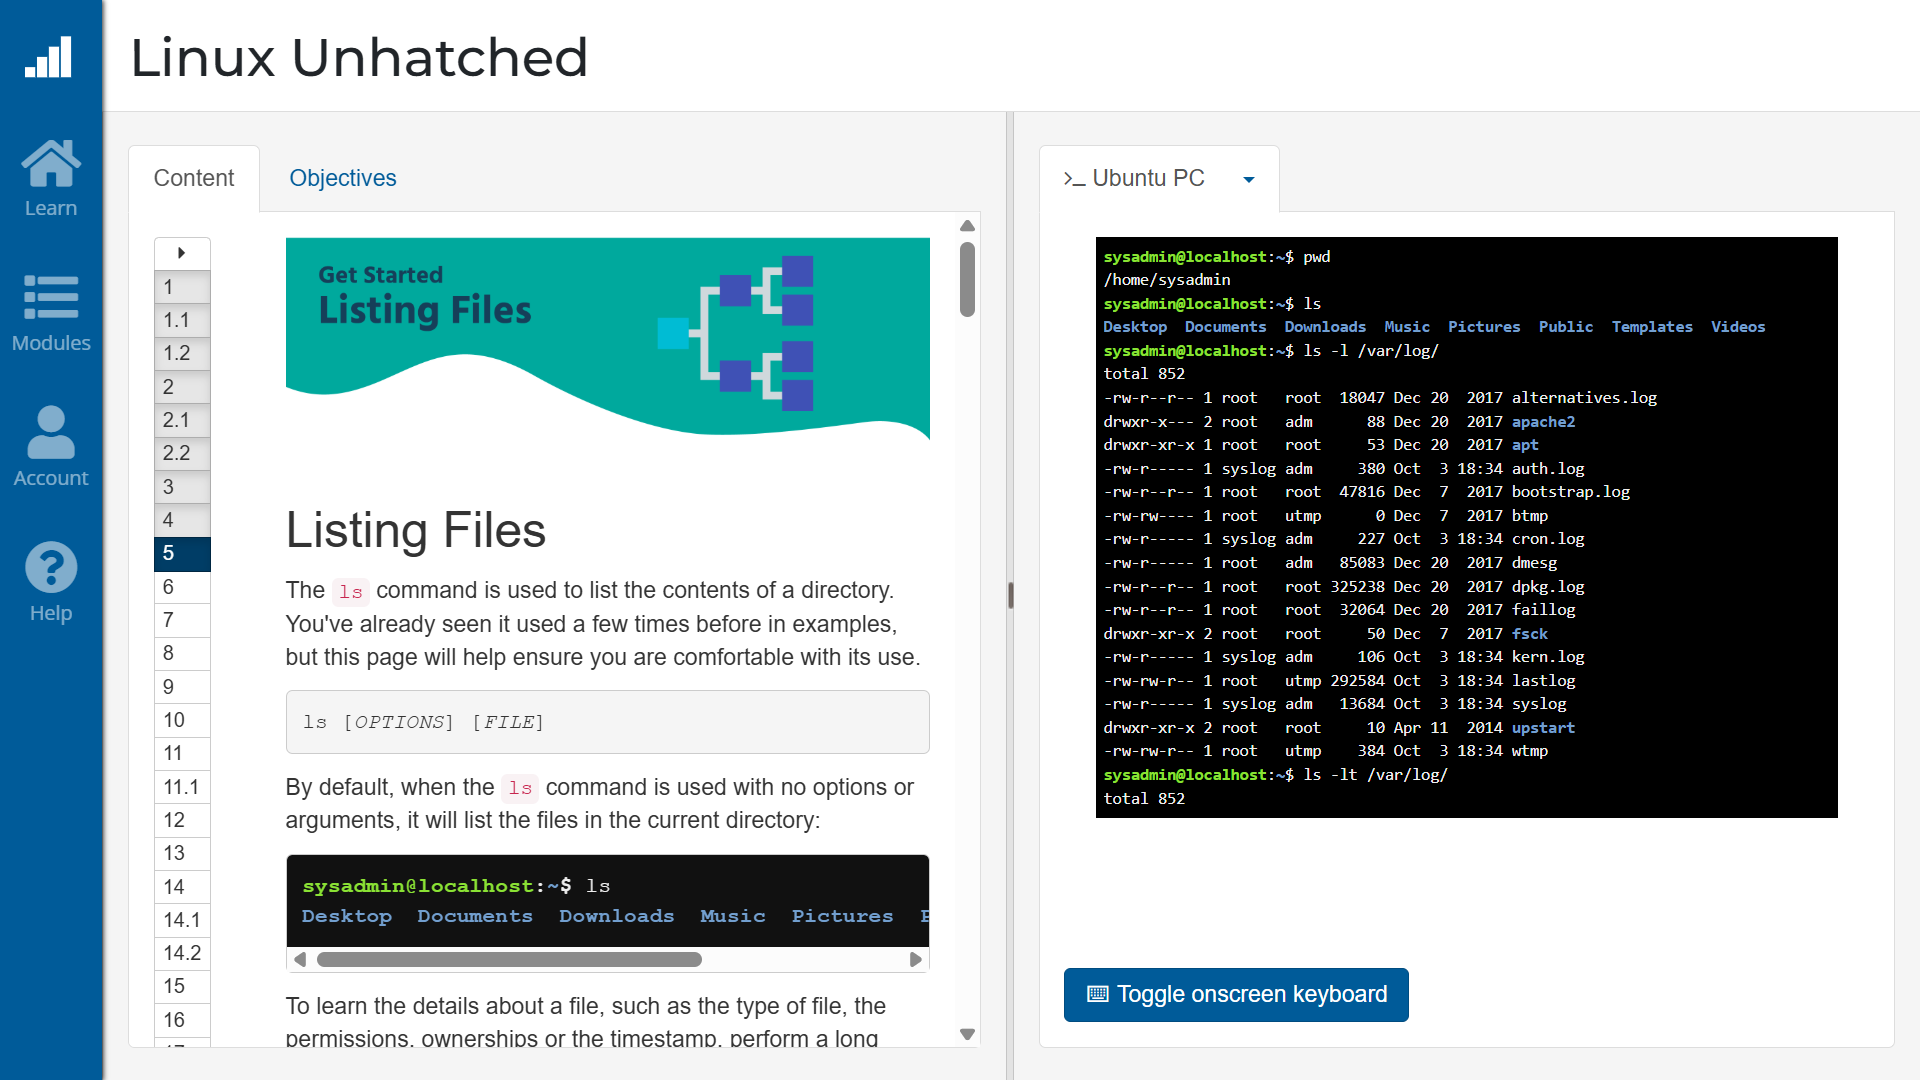 Linux Unhatched
Learn
Modules
Account
Help
Content
Objectives
1
1.1
1.2
2
2.1
2.2
3
4
5
6
7
8
9
10
11
11.1
12
13
14
14.1
14.2
15
16
Get Started
Listing Files
Listing Files
The ls command is used to list the contents of a directory.
You've already seen it used a few times before in examples,
but this page will help ensure you are comfortable with its use.
ls [OPTIONS] [FILE]
By default, when the ls command is used with no options or
arguments, it will list the files in the current directory:
sysadmin@localhost:~$ ls
Desktop  Documents  Downloads  Music  Pictures
To learn the details about a file, such as the type of file, the
permissions, ownerships or the timestamp, perform a long
>_ Ubuntu PC
sysadmin@localhost:~$ pwd
/home/sysadmin
sysadmin@localhost:~$ ls
Desktop  Documents  Downloads  Music  Pictures  Public  Templates  Videos
sysadmin@localhost:~$ ls -l /var/log/
total 852
-rw-r--r-- 1 root   root  18047 Dec 20  2017 alternatives.log
drwxr-x--- 2 root   adm      88 Dec 20  2017 apache2
drwxr-xr-x 1 root   root     53 Dec 20  2017 apt
-rw-r----- 1 syslog adm     380 Oct  3 18:34 auth.log
-rw-r--r-- 1 root   root  47816 Dec  7  2017 bootstrap.log
-rw-rw---- 1 root   utmp      0 Dec  7  2017 btmp
-rw-r----- 1 syslog adm     227 Oct  3 18:34 cron.log
-rw-r----- 1 root   adm   85083 Dec 20  2017 dmesg
-rw-r--r-- 1 root   root 325238 Dec 20  2017 dpkg.log
-rw-r--r-- 1 root   root  32064 Dec 20  2017 faillog
drwxr-xr-x 2 root   root     50 Dec  7  2017 fsck
-rw-r----- 1 syslog adm     106 Oct  3 18:34 kern.log
-rw-rw-r-- 1 root   utmp 292584 Oct  3 18:34 lastlog
-rw-r----- 1 syslog adm   13684 Oct  3 18:34 syslog
drwxr-xr-x 2 root   root     10 Apr 11  2014 upstart
-rw-rw-r-- 1 root   utmp    384 Oct  3 18:34 wtmp
sysadmin@localhost:~$ ls -lt /var/log/
total 852
Toggle onscreen keyboard